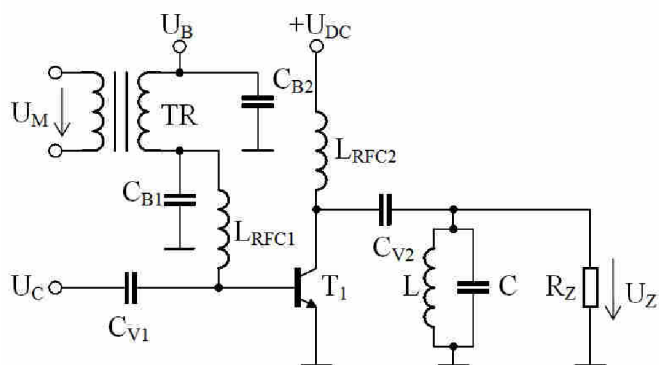 U_B
+U_DC
U_M
TR
C_B2
C_B1
L_RFC1
L_RFC2
C_V2
U_C
C_V1
T_1
L
C
R_Z
U_Z